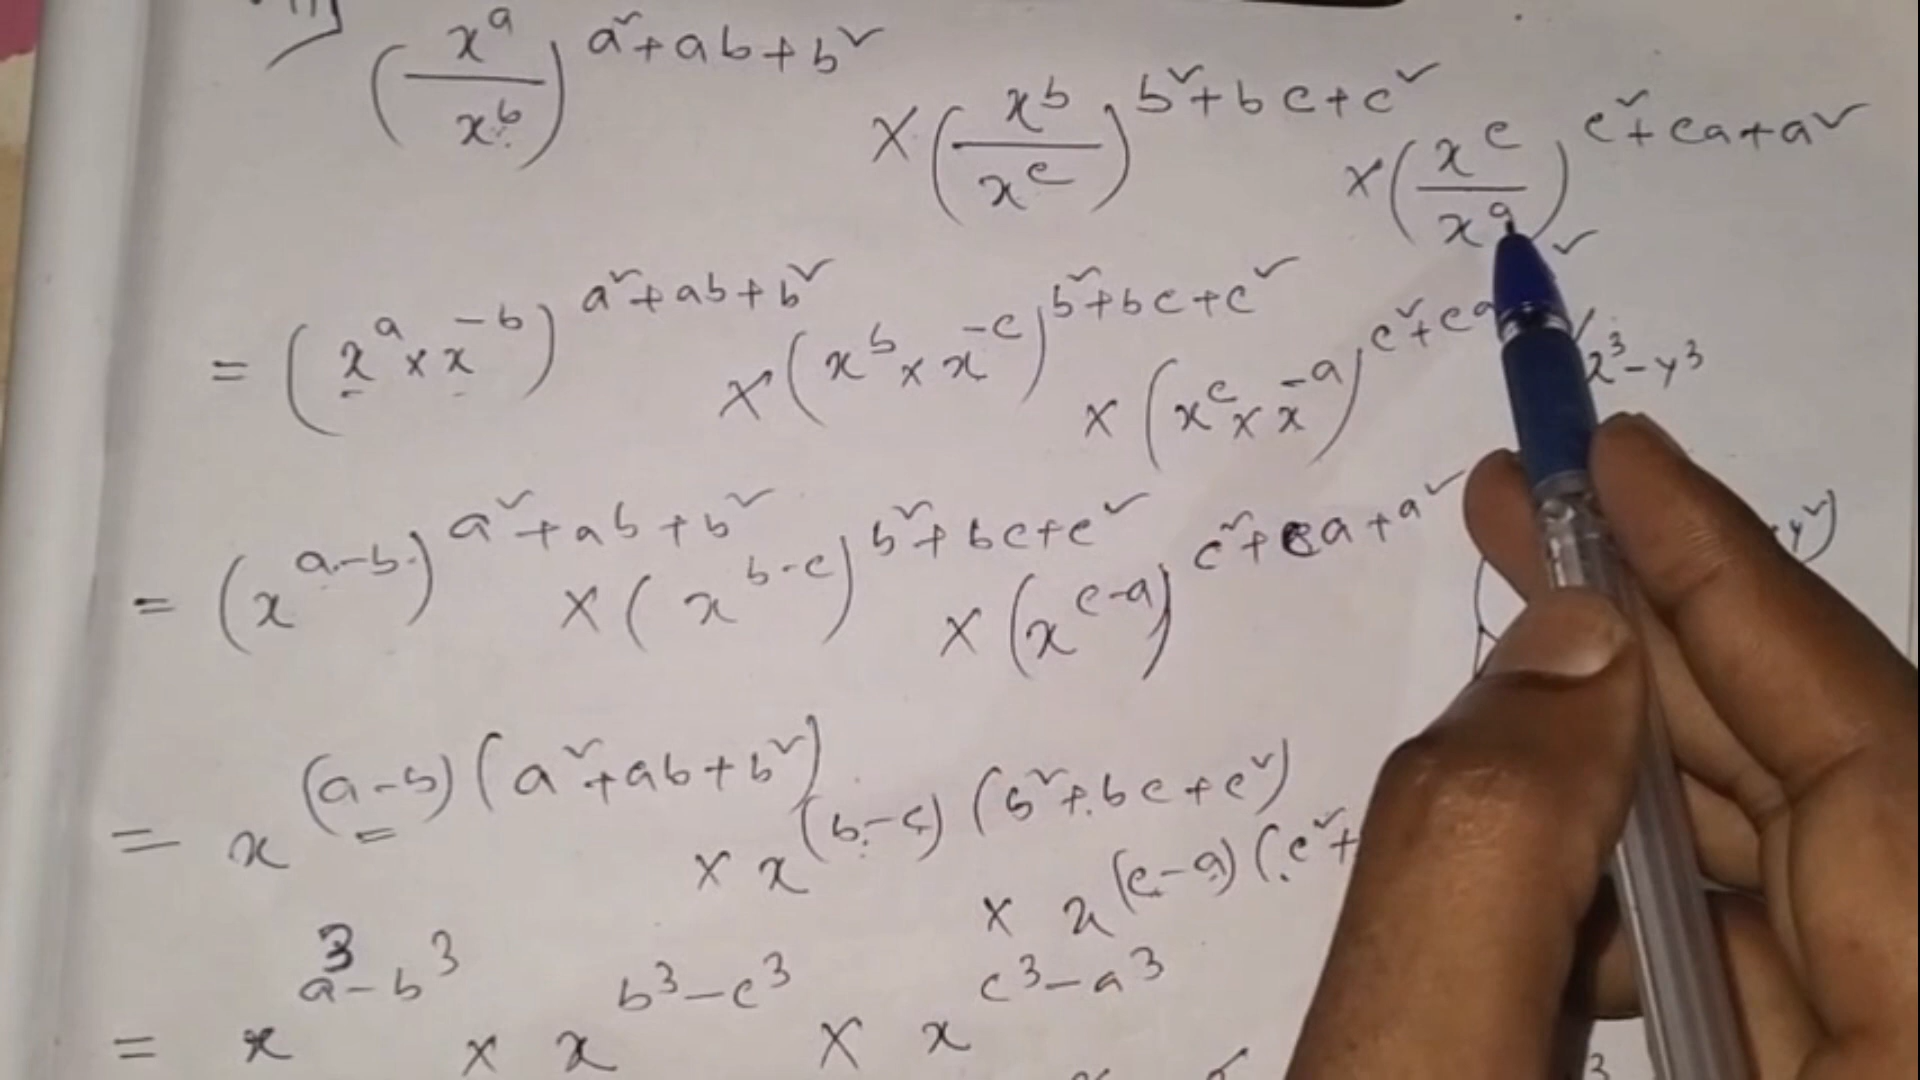 (x^a/x^b)^(a²+ab+b²) × (x^b/x^c)^(b²+bc+c²) × (x^c/x^a)^(c²+ca+a²)
= (x^a × x^-b)^(a²+ab+b²) × (x^b × x^-c)^(b²+bc+c²) × (x^c × x^-a)^(c²+ca
x³-y³
= (x^(a-b))^(a²+ab+b²) × (x^(b-c))^(b²+bc+c²) × (x^(c-a))^(c²+ca+a²)
y²)
= x^((a-b)(a²+ab+b²)) × x^((b-c)(b²+bc+c²)) × x^((c-a)(c²+
= x^(a³-b³) × x^(b³-c³) × x^(c³-a³)